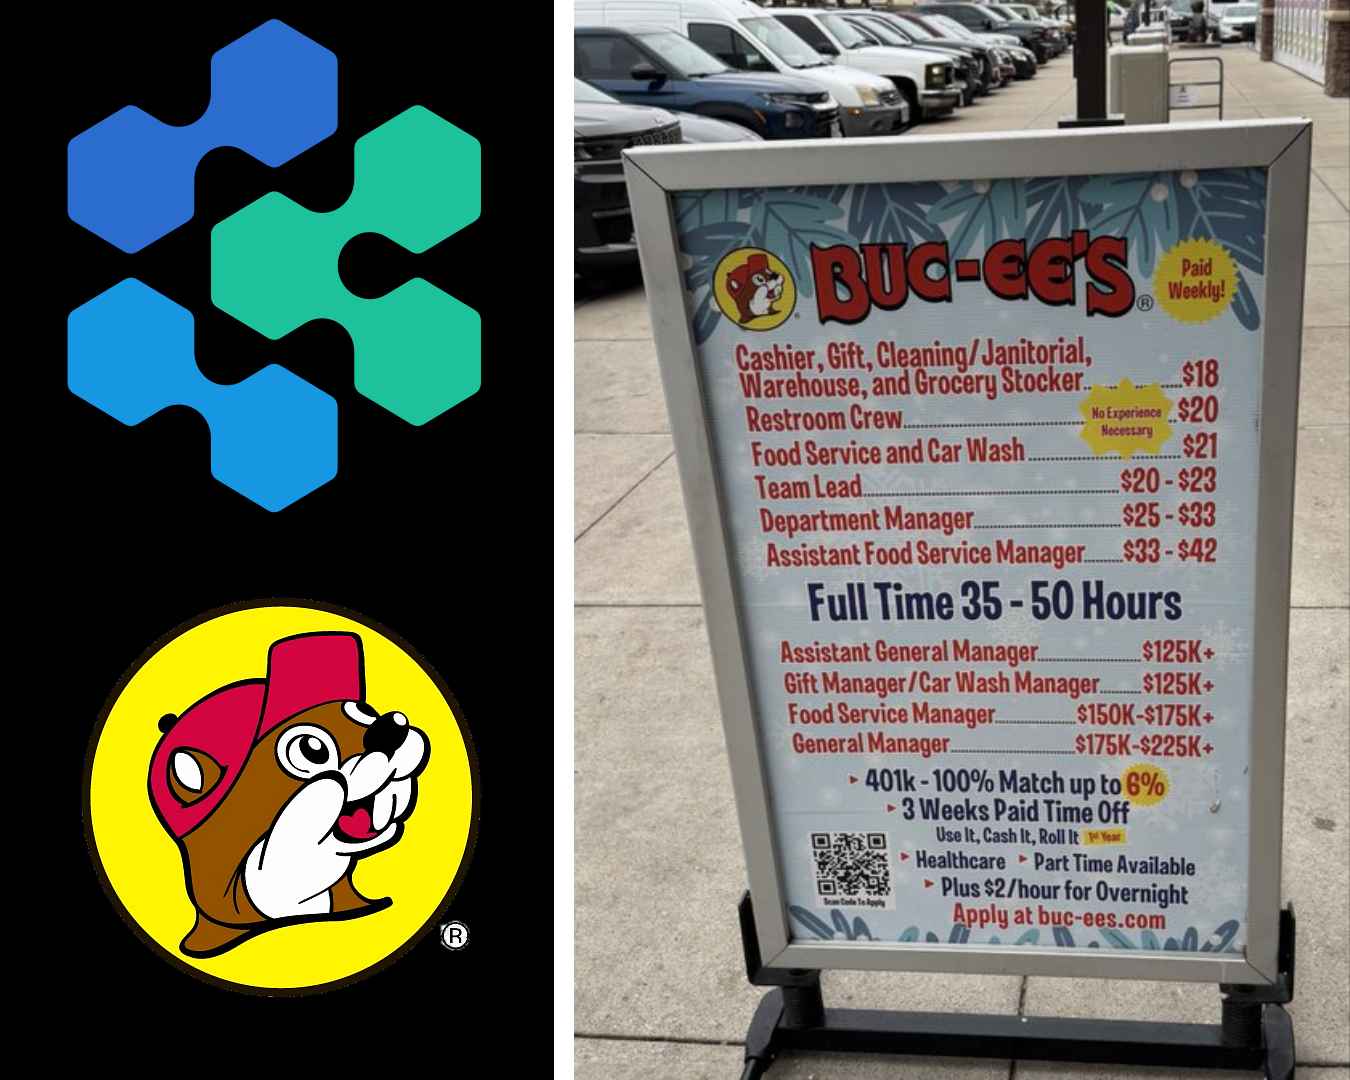 ®
BUC-EE'S®
Paid
Weekly!
Cashier, Gift, Cleaning/Janitorial,
Warehouse, and Grocery Stocker.......................$18
No Experience
Necessary
Restroom Crew.......................$20
Food Service and Car Wash.......................$21
Team Lead.......................$20 - $23
Department Manager.......................$25 - $33
Assistant Food Service Manager.......$33 - $42
Full Time 35 - 50 Hours
Assistant General Manager.......................$125K+
Gift Manager/Car Wash Manager........$125K+
Food Service Manager.................$150K-$175K+
General Manager.......................$175K-$225K+
▸ 401k - 100% Match up to 6%
▸ 3 Weeks Paid Time Off
Use It, Cash It, Roll It 1st Year
▸ Healthcare ▸ Part Time Available
▸ Plus $2/hour for Overnight
Scan Code To Apply
Apply at buc-ees.com